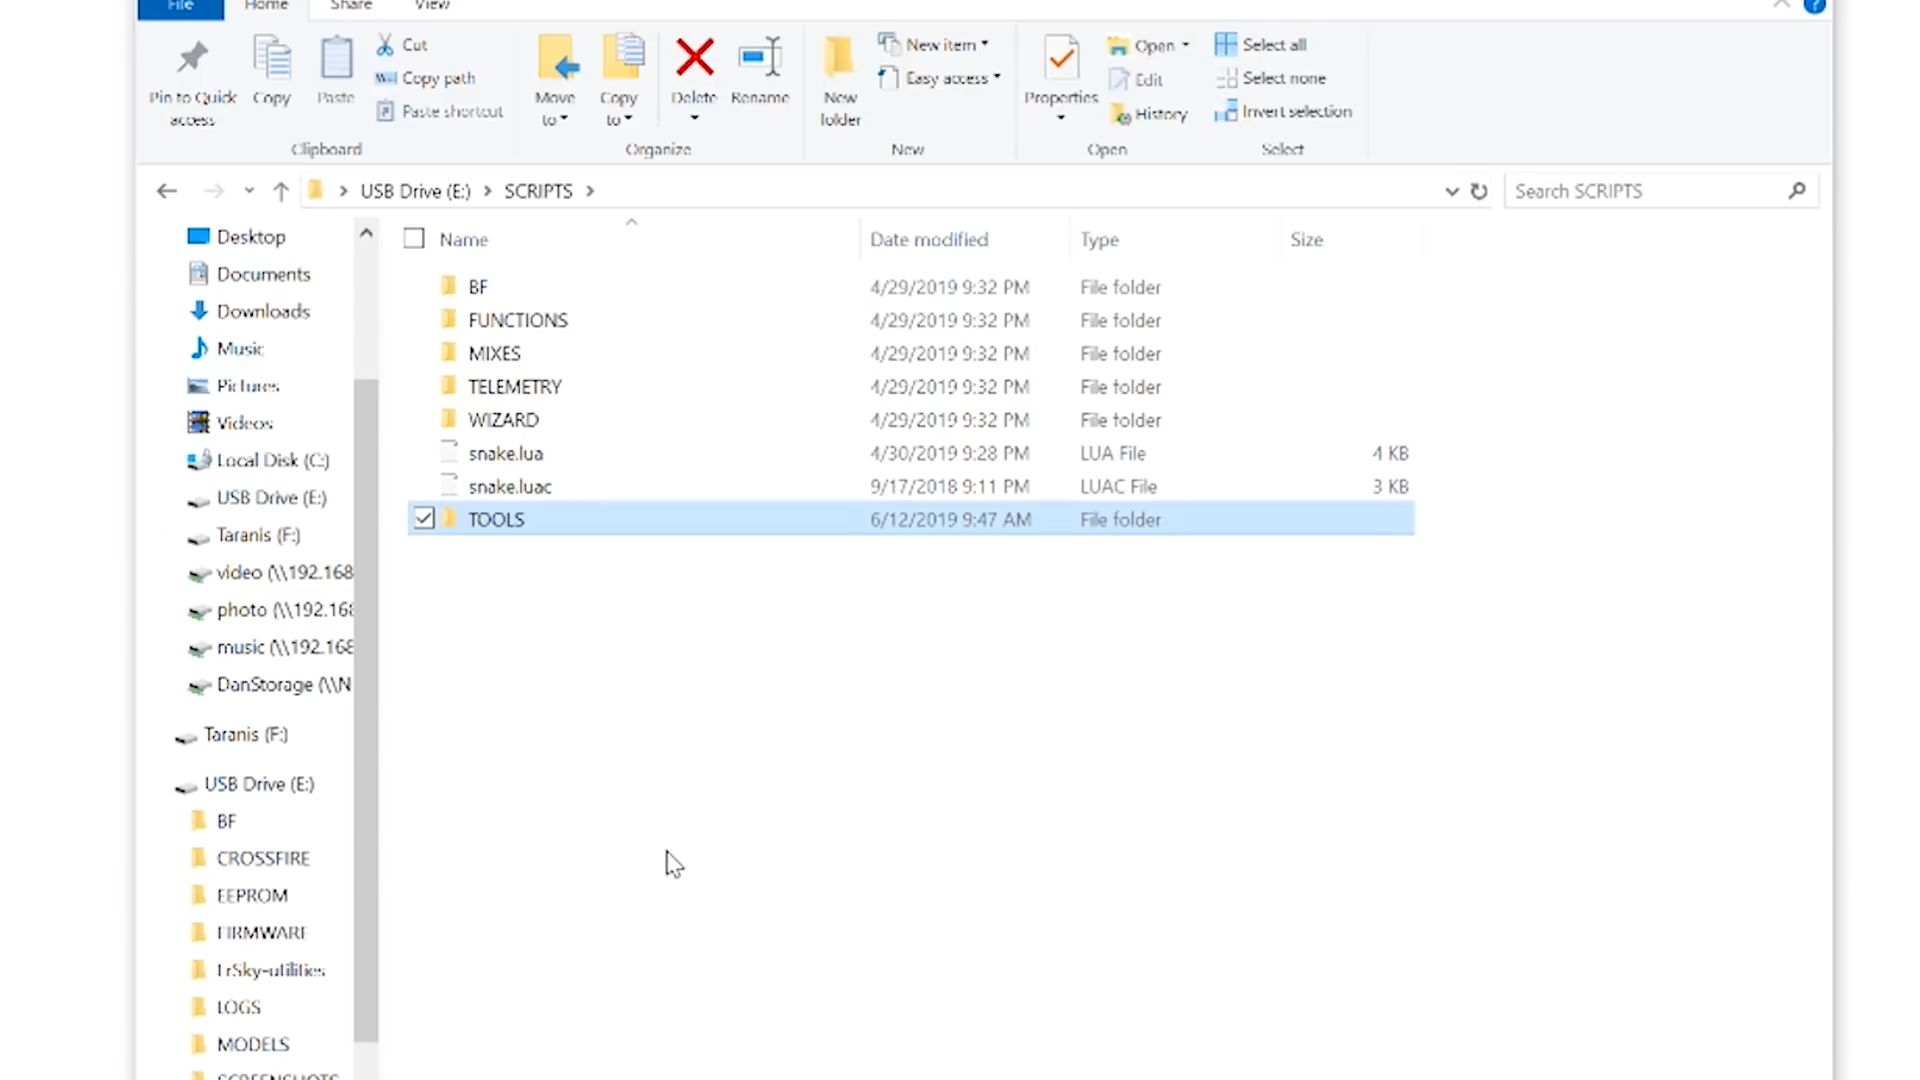 File Home Share View
Pin to Quick access
Copy
Paste
Cut
Copy path
Paste shortcut
Clipboard
Move to
Copy to
Delete
Rename
Organize
New folder
New item
Easy access
New
Properties
Open
Edit
History
Open
Select all
Select none
Invert selection
Select
USB Drive (E:) > SCRIPTS >
Search SCRIPTS
Desktop
Documents
Downloads
Music
Pictures
Videos
Local Disk (C:)
USB Drive (E:)
Taranis (F:)
video (\\192.168
photo (\\192.168
music (\\192.168
DanStorage (\\N
Taranis (F:)
USB Drive (E:)
BF
CROSSFIRE
EEPROM
FIRMWARE
FrSky-utilities
LOGS
MODELS
SCREENSHOTS
Name Date modified Type Size
BF 4/29/2019 9:32 PM File folder
FUNCTIONS 4/29/2019 9:32 PM File folder
MIXES 4/29/2019 9:32 PM File folder
TELEMETRY 4/29/2019 9:32 PM File folder
WIZARD 4/29/2019 9:32 PM File folder
snake.lua 4/30/2019 9:28 PM LUA File 4 KB
snake.luac 9/17/2018 9:11 PM LUAC File 3 KB
TOOLS 6/12/2019 9:47 AM File folder